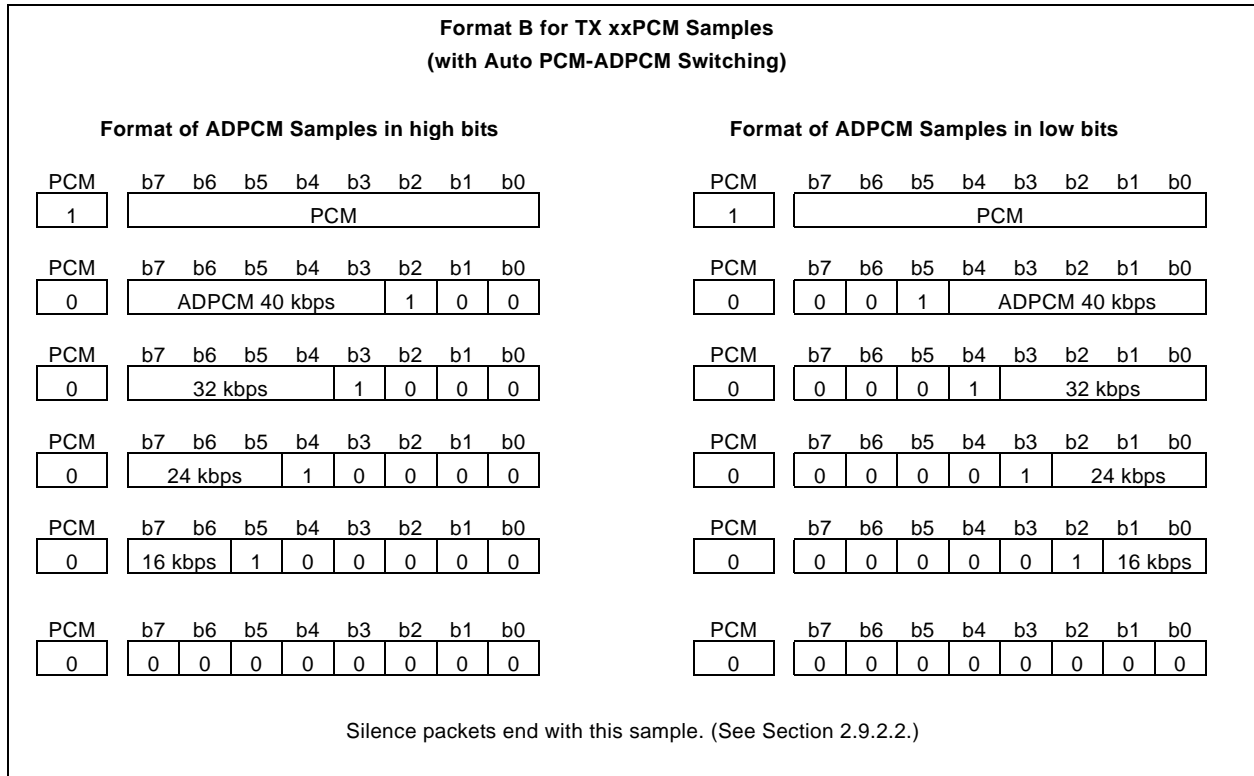 Format B for TX xxPCM Samples
(with Auto PCM-ADPCM Switching)
Format of ADPCM Samples in high bits
PCM b7 b6 b5 b4 b3 b2 b1 b0
1 PCM
PCM b7 b6 b5 b4 b3 b2 b1 b0
0 ADPCM 40 kbps 1 0 0
PCM b7 b6 b5 b4 b3 b2 b1 b0
0 32 kbps 1 0 0 0
PCM b7 b6 b5 b4 b3 b2 b1 b0
0 24 kbps 1 0 0 0 0
PCM b7 b6 b5 b4 b3 b2 b1 b0
0 16 kbps 1 0 0 0 0 0
PCM b7 b6 b5 b4 b3 b2 b1 b0
0 0 0 0 0 0 0 0 0
Format of ADPCM Samples in low bits
PCM b7 b6 b5 b4 b3 b2 b1 b0
1 PCM
PCM b7 b6 b5 b4 b3 b2 b1 b0
0 0 0 1 ADPCM 40 kbps
PCM b7 b6 b5 b4 b3 b2 b1 b0
0 0 0 0 1 32 kbps
PCM b7 b6 b5 b4 b3 b2 b1 b0
0 0 0 0 0 1 24 kbps
PCM b7 b6 b5 b4 b3 b2 b1 b0
0 0 0 0 0 0 1 16 kbps
PCM b7 b6 b5 b4 b3 b2 b1 b0
0 0 0 0 0 0 0 0 0
Silence packets end with this sample. (See Section 2.9.2.2.)